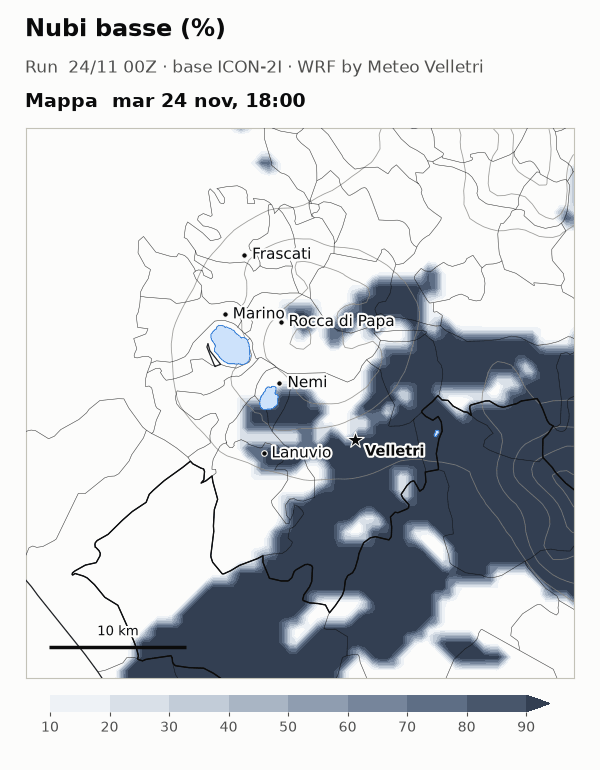 Nubi basse (%)
Run  24/11 00Z · base ICON-2I · WRF by Meteo Velletri
Mappa  mar 24 nov, 18:00
Frascati
Marino
Rocca di Papa
Nemi
Velletri
Lanuvio
10 km
10 20 30 40 50 60 70 80 90